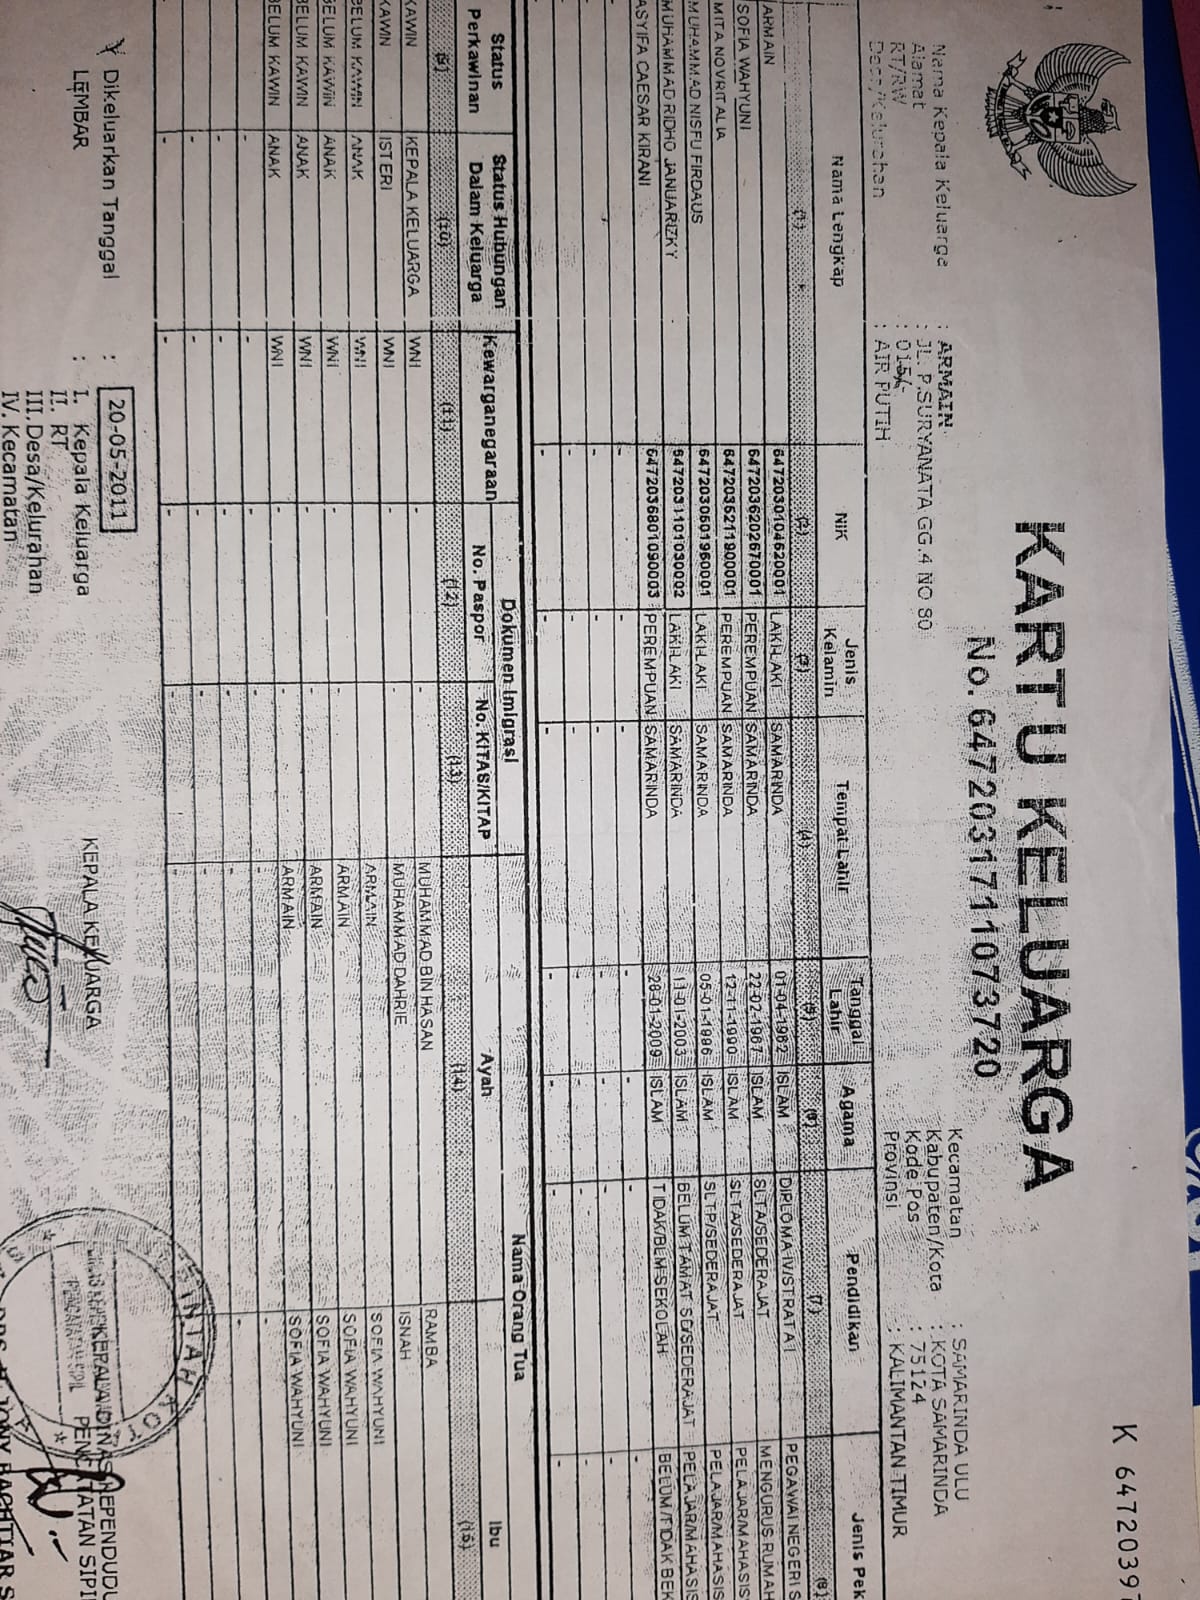 K 64720397
KARTU KELUARGA
No. 6472031711073720
Nama Kepala Keluarga : ARMAIN
Alamat : JL. P.SURYANATA GG.4 NO 80
RT/RW : 015/-
Desa/Kelurahan : AIR PUTIH
Kecamatan : SAMARINDA ULU
Kabupaten/Kota : KOTA SAMARINDA
Kode Pos : 75124
Provinsi : KALIMANTAN TIMUR
Nama Lengkap NIK Jenis Kelamin Tempat Lahir Tanggal Lahir Agama Pendidikan Jenis Pek
(1) (2) (3) (4) (5) (6) (7) (8)
ARMAIN 6472030104620001 LAKI-LAKI SAMARINDA 01-04-1962 ISLAM DIPLOMA IV/STRATA I PEGAWAI NEGERI S
SOFIA WAHYUNI 6472036202670001 PEREMPUAN SAMARINDA 22-02-1967 ISLAM SLTA/SEDERAJAT MENGURUS RUMAH
MITA NOVRITALIA 6472035211900001 PEREMPUAN SAMARINDA 12-11-1990 ISLAM SLTA/SEDERAJAT PELAJAR/MAHASIS
MUHAMMAD NISFU FIRDAUS 6472030501960001 LAKI-LAKI SAMARINDA 05-01-1996 ISLAM SLTP/SEDERAJAT PELAJAR/MAHASIS
MUHAMMAD RIDHO JANUARIZKY 6472031101030002 LAKI-LAKI SAMARINDA 11-01-2003 ISLAM BELUM TAMAT SD/SEDERAJAT PELAJAR/MAHASIS
ASYIFA CAESAR KIRANI 6472036801090003 PEREMPUAN SAMARINDA 28-01-2009 ISLAM TIDAK/BLM SEKOLAH BELUM/TIDAK BEK
- - - - - - -
- - - - - - -
- - - - - - -
- - - - - - -
Status Perkawinan Status Hubungan Dalam Keluarga Kewarganegaraan Dokumen Imigrasi Nama Orang Tua
No. Paspor No. KITAS/KITAP Ayah Ibu
(9) (10) (11) (12) (13) (14) (15)
KAWIN KEPALA KELUARGA WNI - - MUHAMMAD BIN HASAN RAMBA
KAWIN ISTERI WNI - - MUHAMMAD DAHRIE ISNAH
BELUM KAWIN ANAK WNI - - ARMAIN SOFIA WAHYUNI
BELUM KAWIN ANAK WNI - - ARMAIN SOFIA WAHYUNI
BELUM KAWIN ANAK WNI - - ARMAIN SOFIA WAHYUNI
BELUM KAWIN ANAK WNI - - ARMAIN SOFIA WAHYUNI
- - - - - -
- - - - - -
- - - - - -
- - - - - -
Dikeluarkan Tanggal : 20-05-2011
LEMBAR : I. Kepala Keluarga
II. RT
III. Desa/Kelurahan
IV. Kecamatan
KEPALA KELUARGA
KEPALA DINAS KEPENDUDU
PENCATATAN SIPI